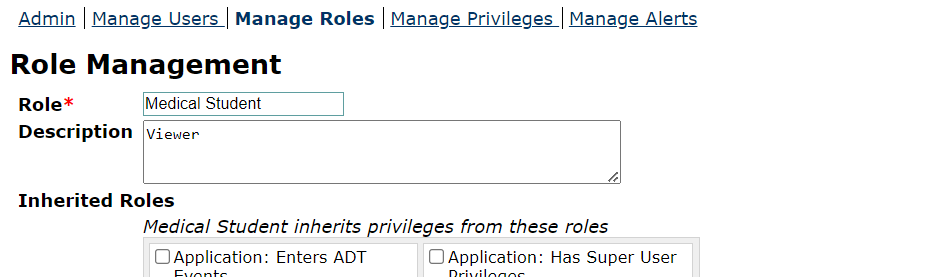 Admin | Manage Users | Manage Roles | Manage Privileges | Manage Alerts
Role Management
Role* Medical Student
Description Viewer
Inherited Roles
Medical Student inherits privileges from these roles
Application: Enters ADT Application: Has Super User
Events Privileges